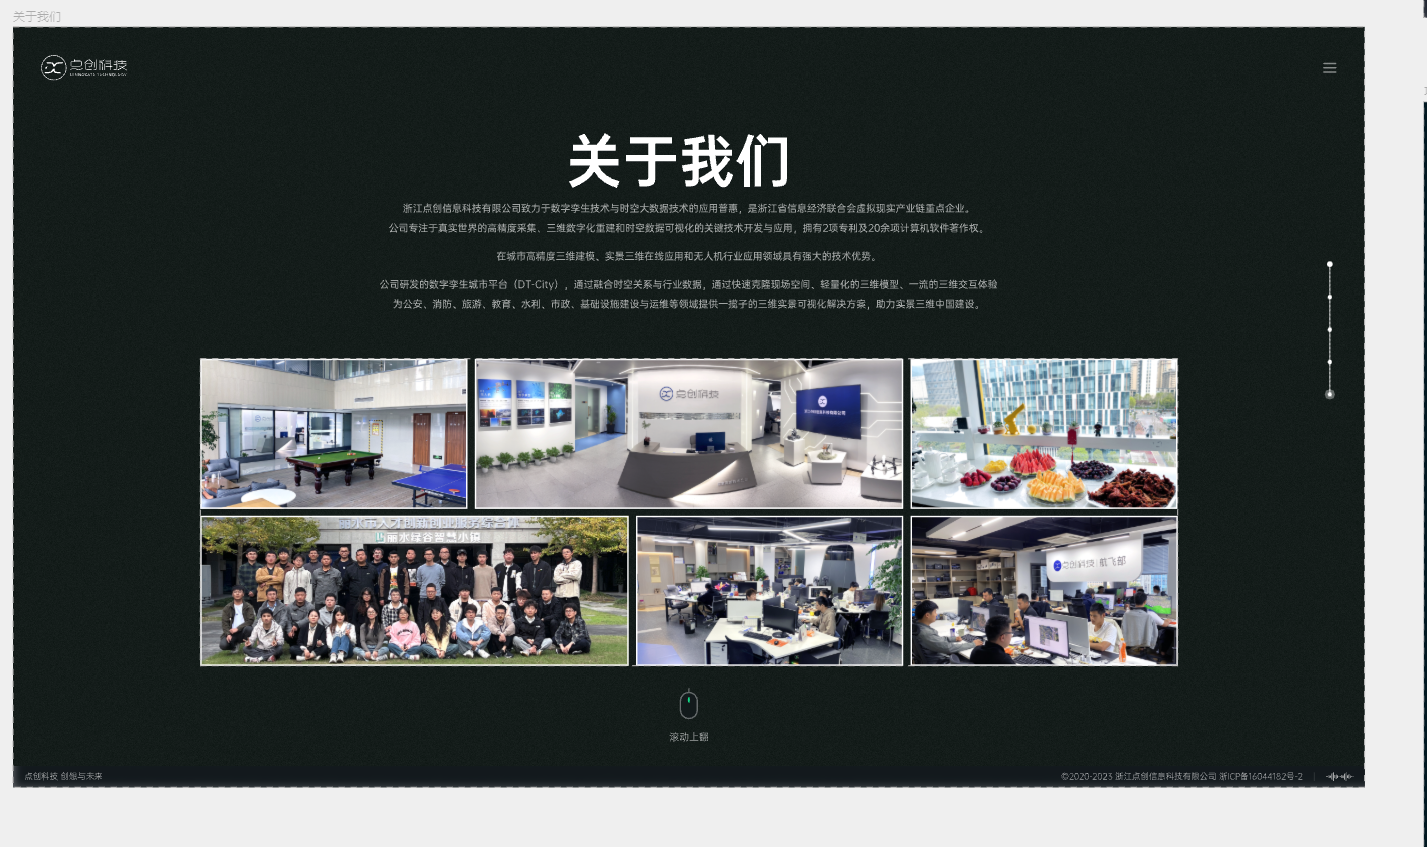 关于我们
点创科技
关于我们
浙江点创信息科技有限公司致力于数字孪生技术与时空大数据技术的应用普惠，是浙江省信息经济联合会虚拟现实产业链重点企业。
公司专注于真实世界的高精度采集、三维数字化重建和时空数据可视化的关键技术开发与应用，拥有2项专利及20余项计算机软件著作权。
在城市高精度三维建模、实景三维在线应用和无人机行业应用领域具有强大的技术优势。
公司研发的数字孪生城市平台（DT-City），通过融合时空关系与行业数据，通过快速克隆现场空间、轻量化的三维模型、一流的三维交互体验
为公安、消防、旅游、教育、水利、市政、基础设施建设与运维等领域提供一揽子的三维实景可视化解决方案，助力实景三维中国建设。
点创科技
丽水绿谷智慧小镇
点创科技 航飞部
滚动上翻
点创科技 创想与未来
©2020-2023 浙江点创信息科技有限公司 浙ICP备16044182号-2